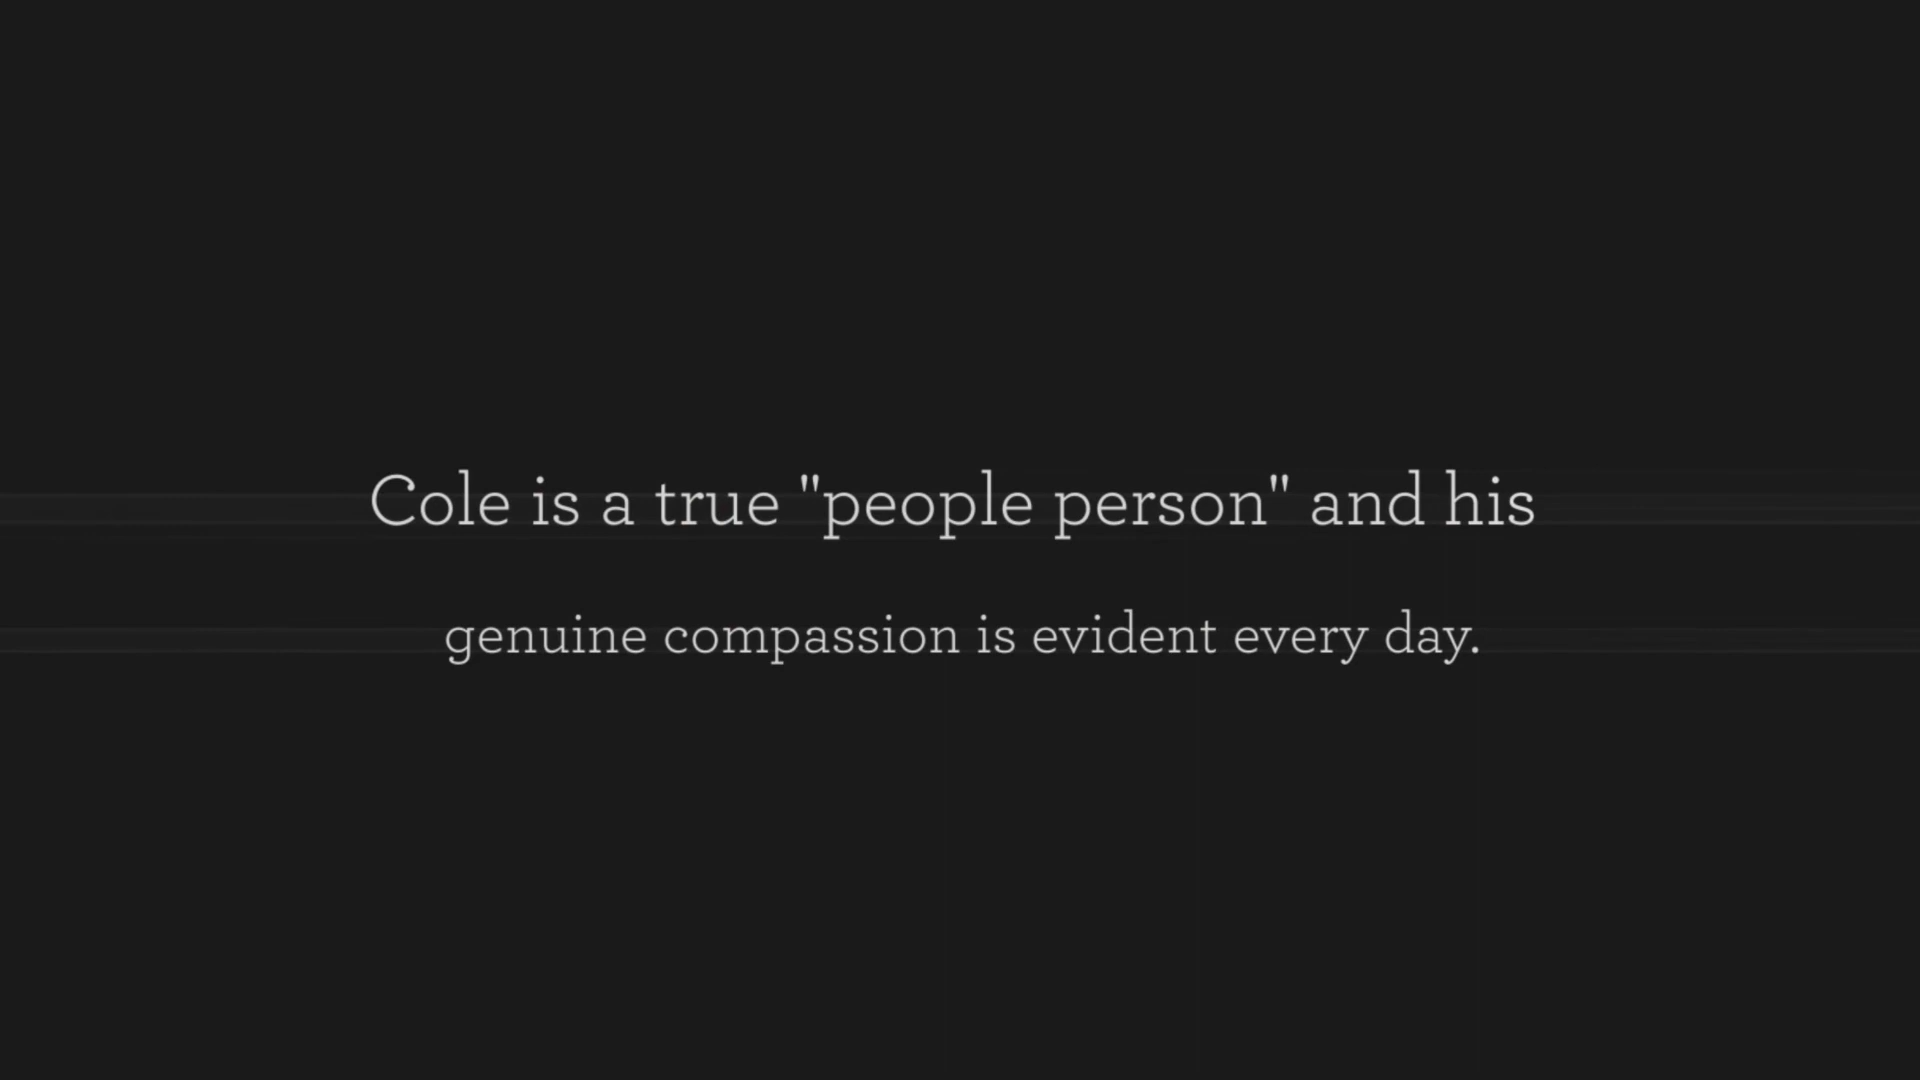 Cole is a true "people person" and his
genuine compassion is evident every day.